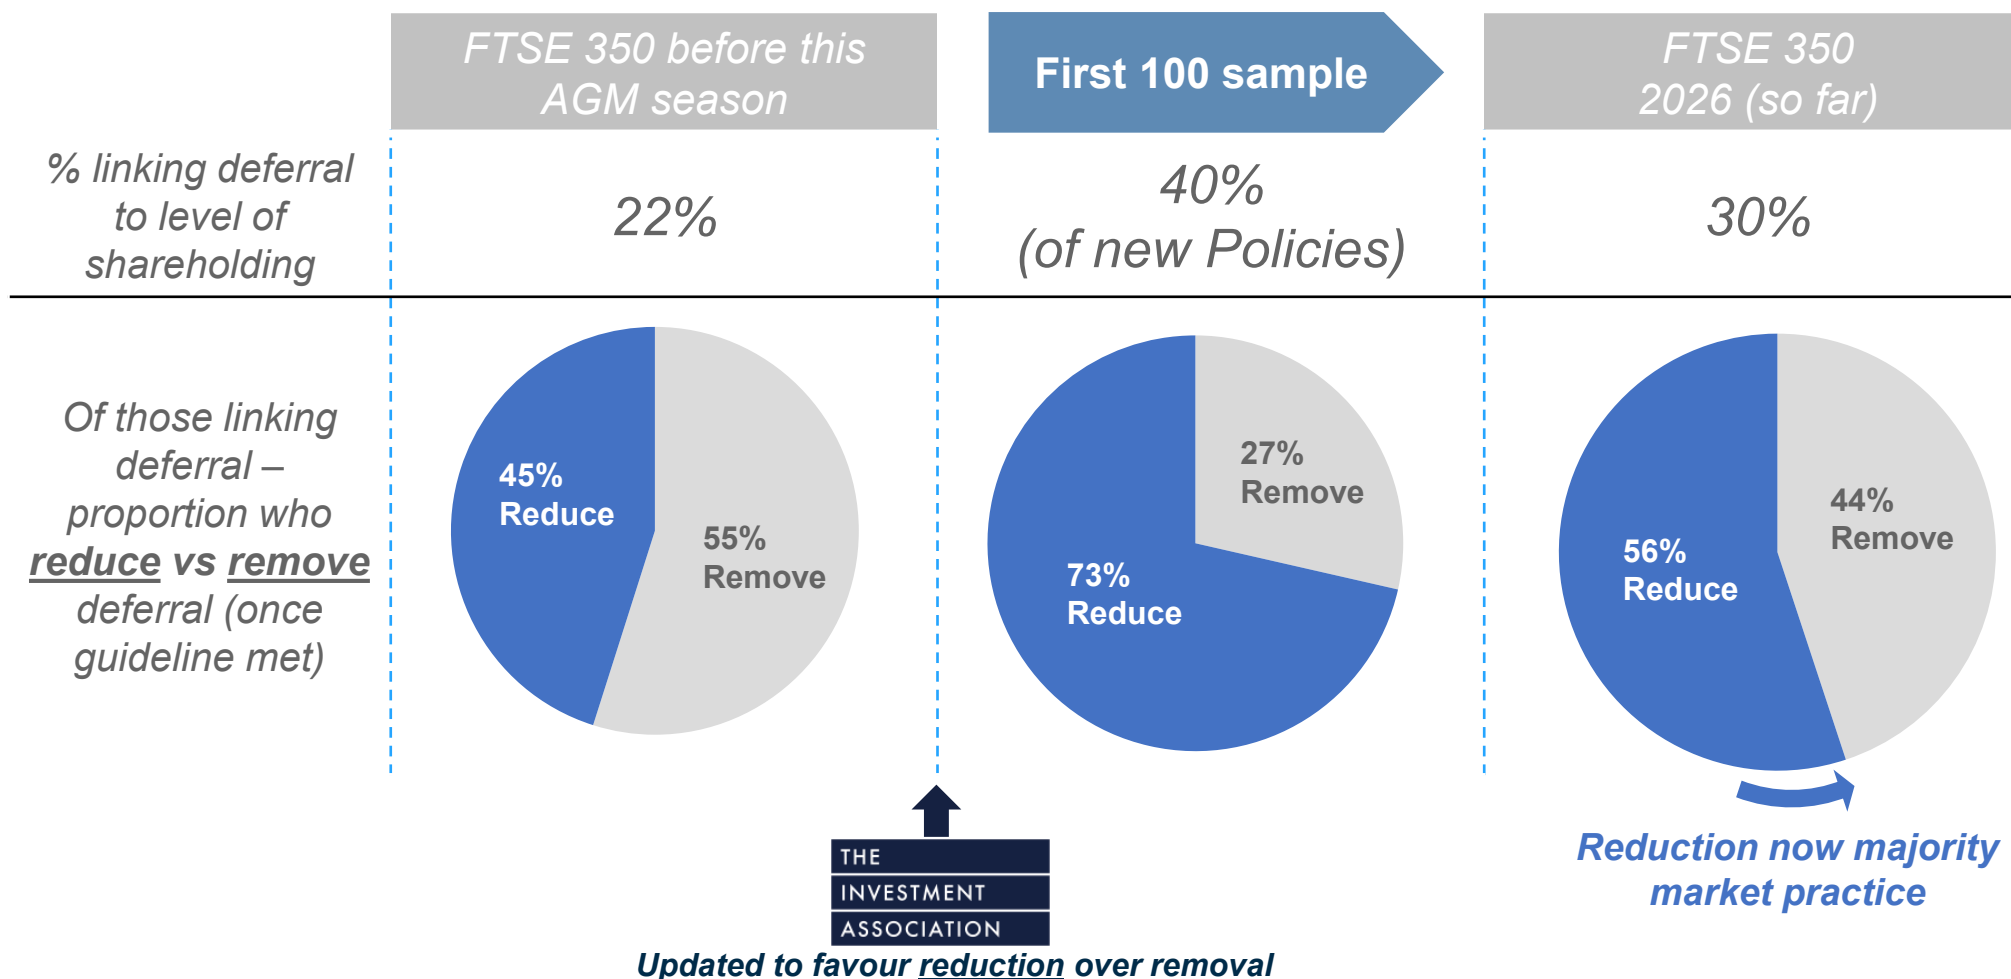 FTSE 350 before this
AGM season
First 100 sample
FTSE 350
2026 (so far)
% linking deferral
to level of
shareholding
22%
40%
(of new Policies)
30%
Of those linking
deferral –
proportion who
reduce vs remove
deferral (once
guideline met)
45%
Reduce
55%
Remove
27%
Remove
73%
Reduce
56%
Reduce
44%
Remove
THE
INVESTMENT
ASSOCIATION
Updated to favour reduction over removal
Reduction now majority
market practice